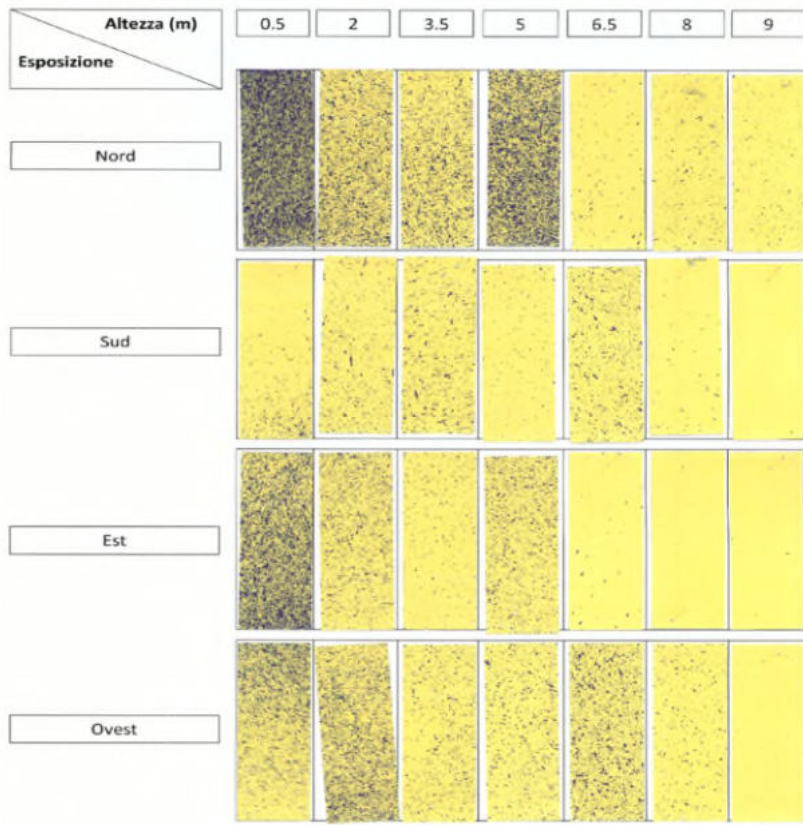 Altezza (m)
Esposizione
0.5 2 3.5 5 6.5 8 9
Nord
Sud
Est
Ovest